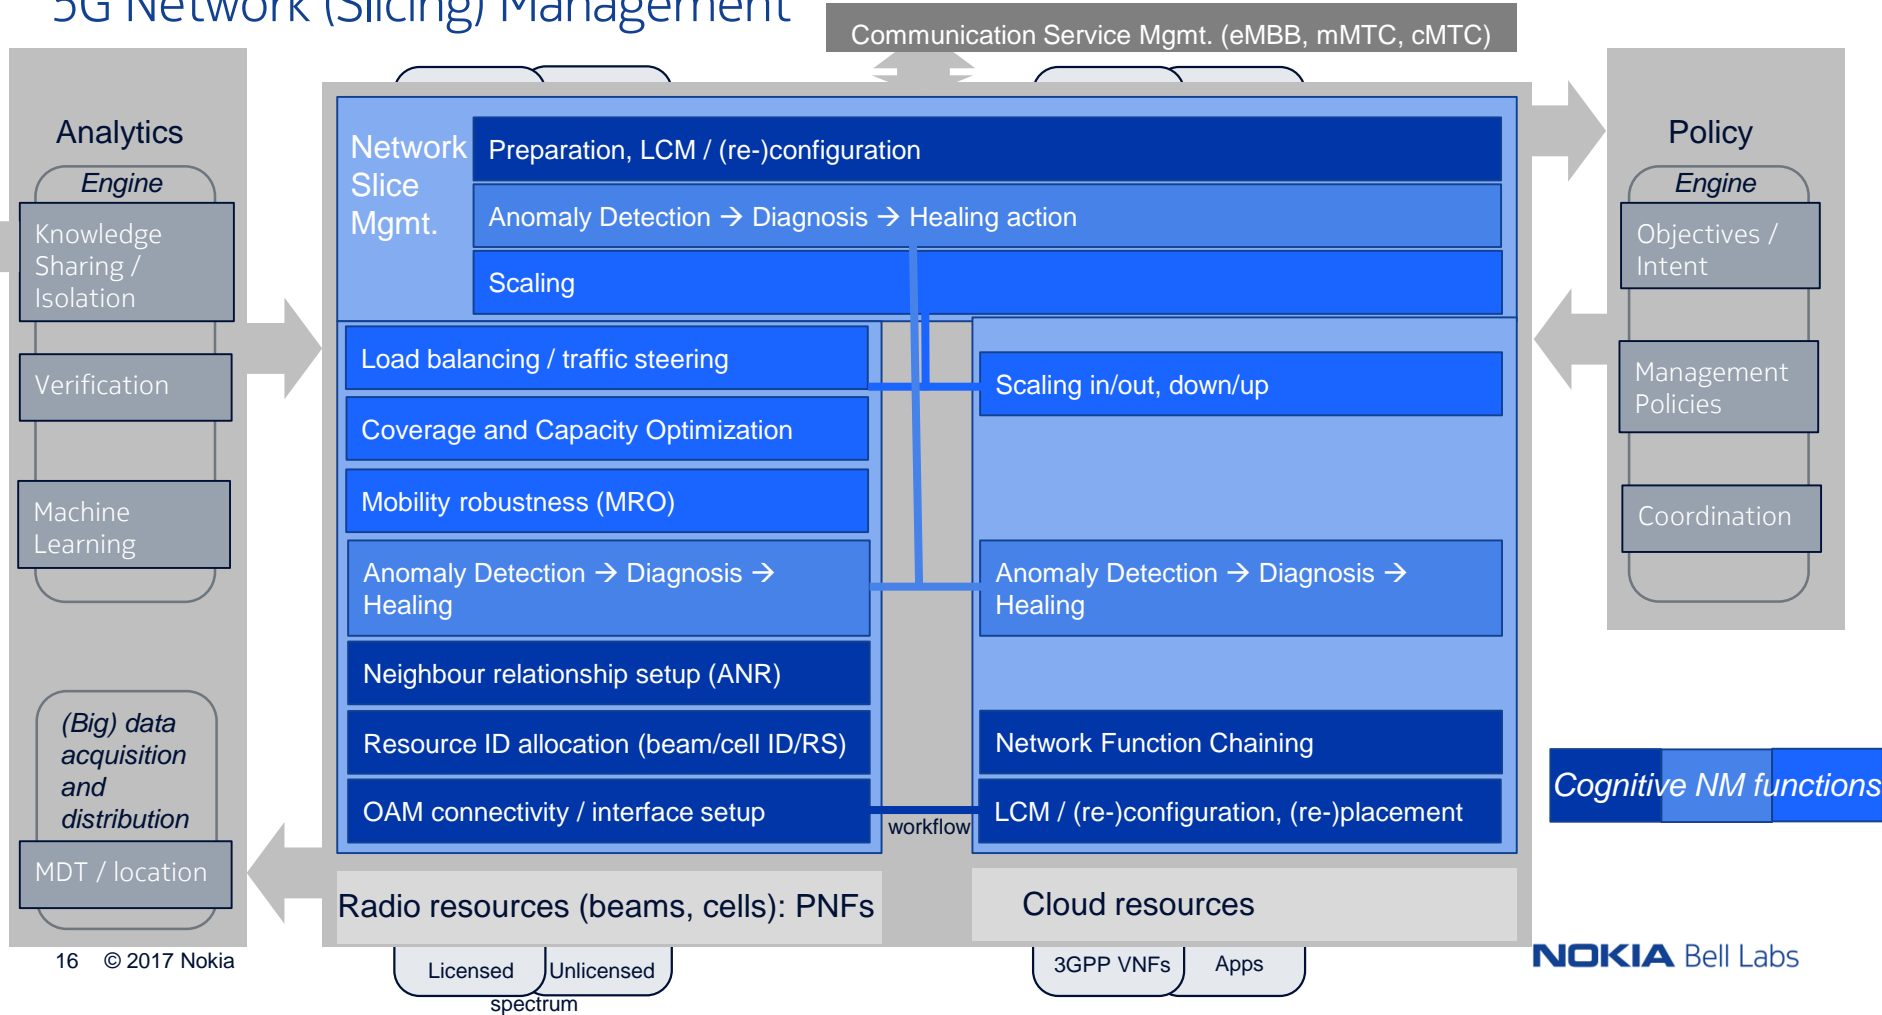 5G Network (Slicing) Management
Communication Service Mgmt. (eMBB, mMTC, cMTC)
Analytics
Engine
Knowledge
Sharing /
Isolation
Verification
Machine
Learning
(Big) data
acquisition
and
distribution
MDT / location
Network
Slice
Mgmt.
Preparation, LCM / (re-)configuration
Anomaly Detection → Diagnosis → Healing action
Scaling
Load balancing / traffic steering
Coverage and Capacity Optimization
Mobility robustness (MRO)
Anomaly Detection → Diagnosis →
Healing
Neighbour relationship setup (ANR)
Resource ID allocation (beam/cell ID/RS)
OAM connectivity / interface setup
workflow
Scaling in/out, down/up
Anomaly Detection → Diagnosis →
Healing
Network Function Chaining
LCM / (re-)configuration, (re-)placement
Radio resources (beams, cells): PNFs
Cloud resources
Licensed
Unlicensed
spectrum
3GPP VNFs
Apps
Policy
Engine
Objectives /
Intent
Management
Policies
Coordination
Cognitive NM functions
16 © 2017 Nokia
NOKIA Bell Labs